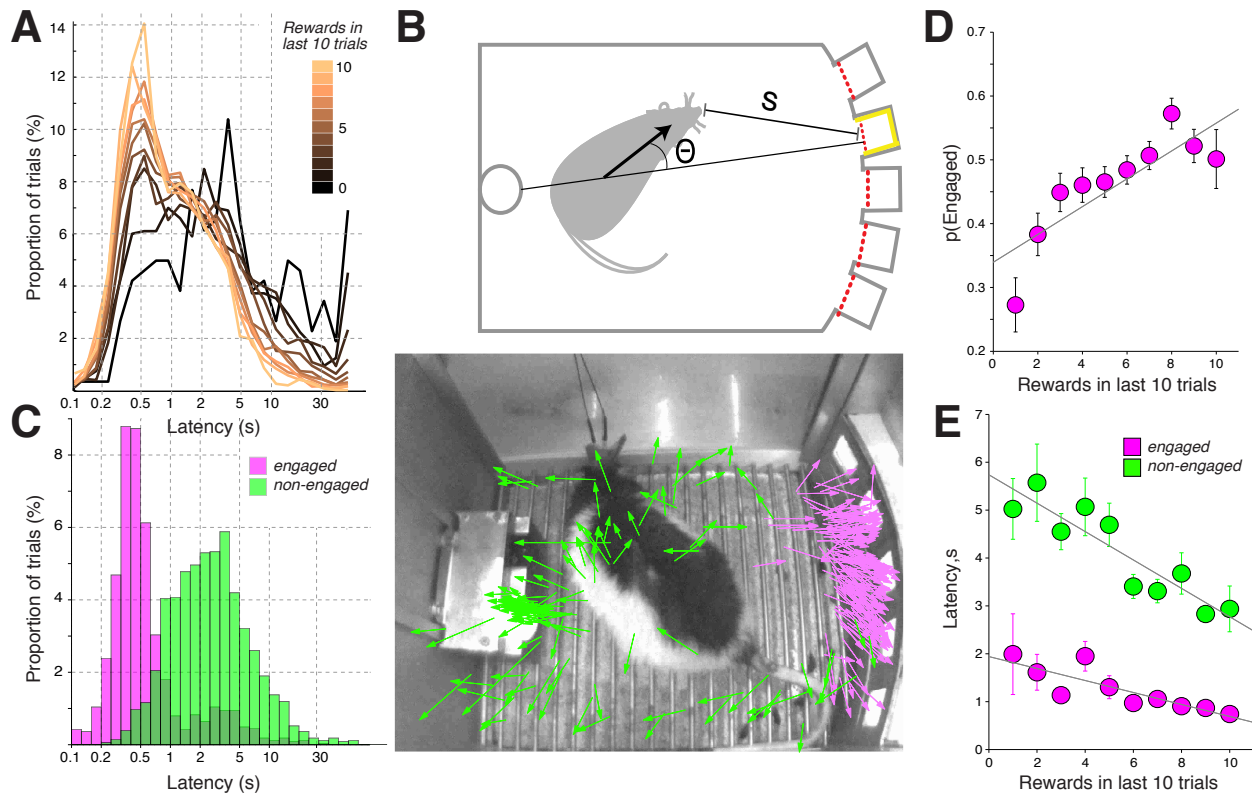 A
Rewards in
last 10 trials
10
5
0
14
12
10
8
6
4
2
Proportion of trials (%)
0.1 0.2 0.5 1 2 5 10 30
Latency (s)
B
S
Θ
C
8
6
4
2
Proportion of trials (%)
engaged
non-engaged
0.1 0.2 0.5 1 2 5 10 30
Latency (s)
D
0.7
0.6
0.5
0.4
0.3
0.2
p(Engaged)
0 2 4 6 8 10
Rewards in last 10 trials
E
7
6
5
4
3
2
1
0
Latency,s
engaged
non-engaged
0 2 4 6 8 10
Rewards in last 10 trials